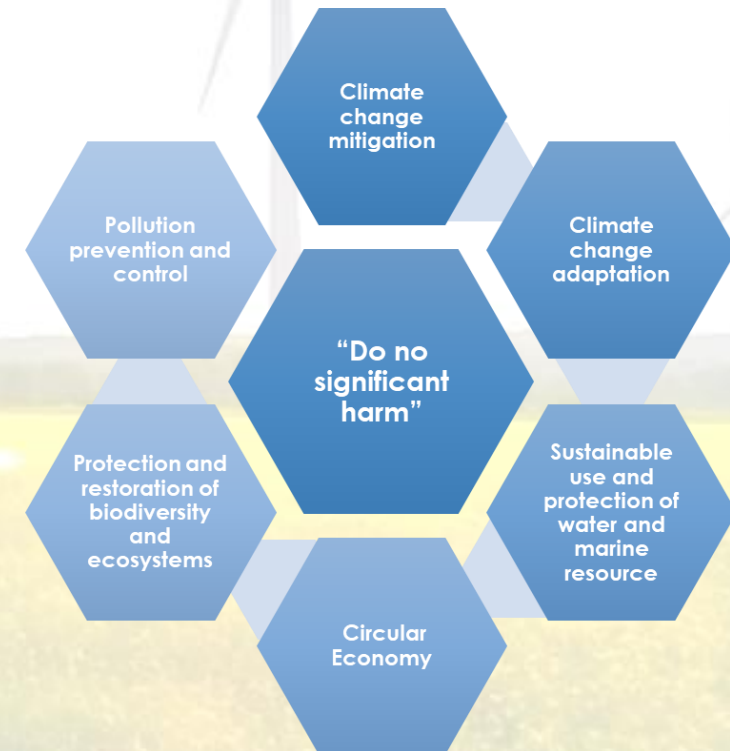 Climate
change
mitigation
Climate
change
adaptation
Sustainable
use and
protection of
water and
marine
resource
Circular
Economy
Protection and
restoration of
biodiversity
and
ecosystems
Pollution
prevention and
control
“Do no
significant
harm”